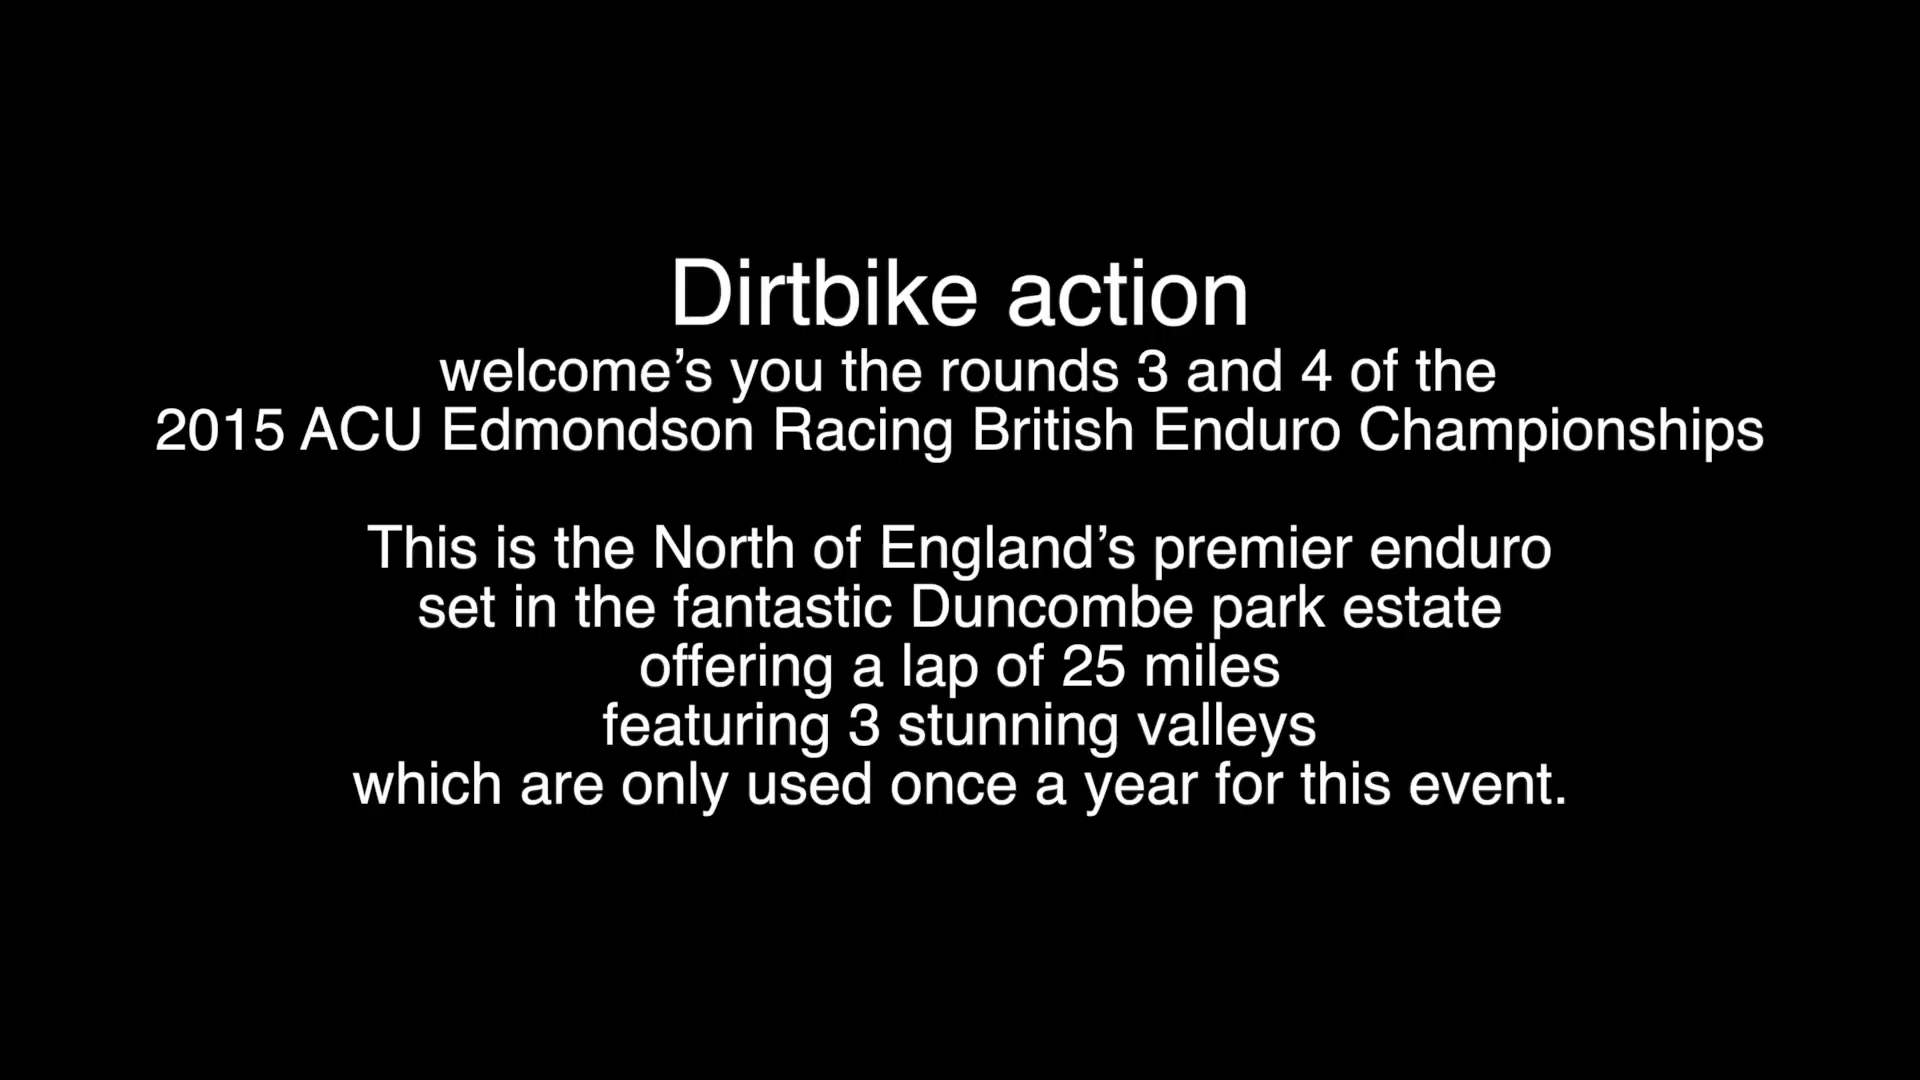 Dirtbike action
welcome’s you the rounds 3 and 4 of the
2015 ACU Edmondson Racing British Enduro Championships
This is the North of England’s premier enduro
set in the fantastic Duncombe park estate
offering a lap of 25 miles
featuring 3 stunning valleys
which are only used once a year for this event.